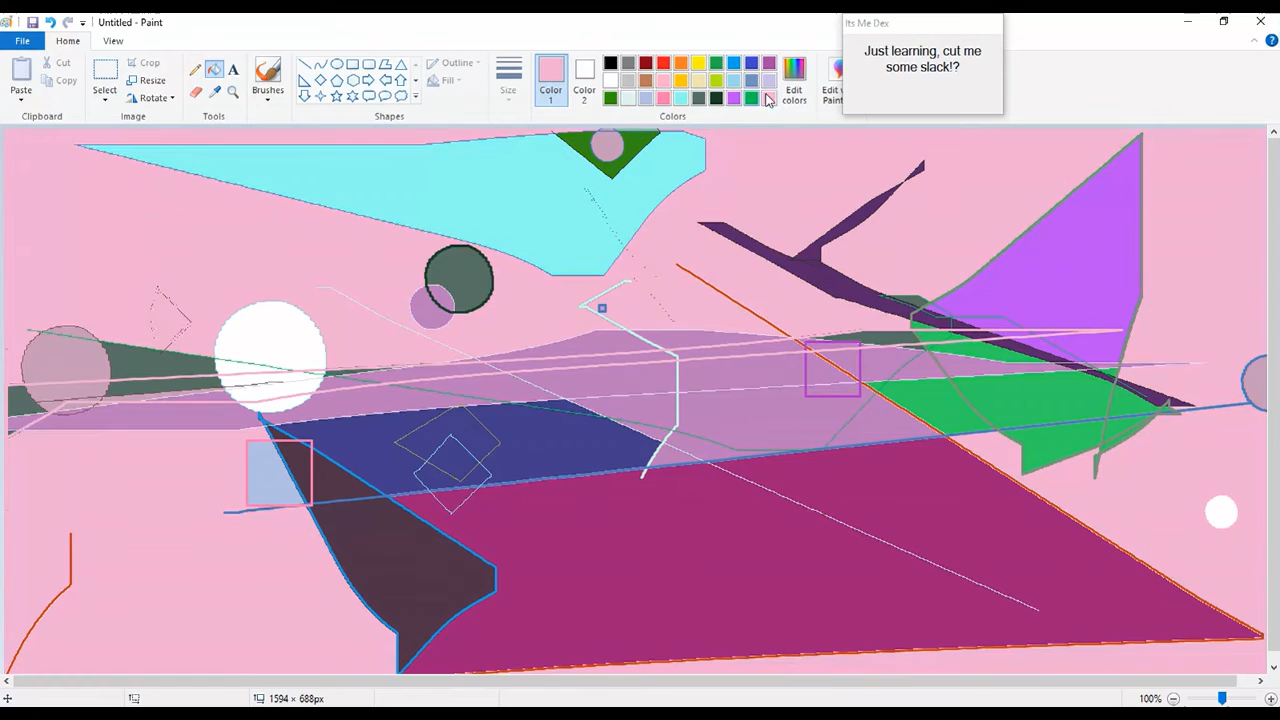 Untitled - Paint
Its Me Dex
File
Home
View
Just learning, cut me
some slack!?
Cut
Copy
Paste
Clipboard
Crop
Resize
Rotate
Select
Image
A
Tools
Brushes
Outline
Fill
Shapes
Size
Color
1
Color
2
Edit
colors
Colors
Edit
Paint
1594 × 688px
100%